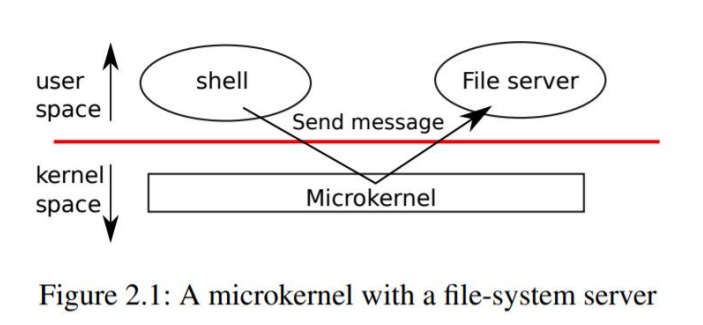 shell
File server
user
space
Send message
kernel
space
Microkernel
Figure 2.1: A microkernel with a file-system server